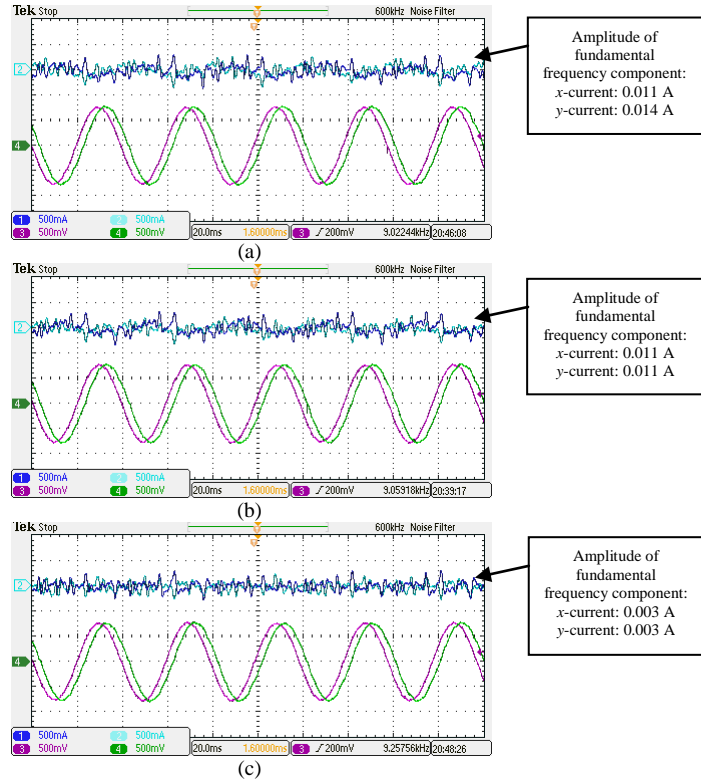 Tek Stop 600kHz Noise Filter
2
4
1 500mA 2 500mA
3 500mV 4 500mV
20.0ms 1.60000ms 3 200mV 9.02244kHz 20:46:08
Amplitude of
fundamental
frequency component:
x-current: 0.011 A
y-current: 0.014 A
(a)
Tek Stop 600kHz Noise Filter
2
4
1 500mA 2 500mA
3 500mV 4 500mV
20.0ms 1.60000ms 3 200mV 9.05918kHz 20:39:17
Amplitude of
fundamental
frequency component:
x-current: 0.011 A
y-current: 0.011 A
(b)
Tek Stop 600kHz Noise Filter
2
4
1 500mA 2 500mA
3 500mV 4 500mV
20.0ms 1.60000ms 3 200mV 9.25756kHz 20:48:26
Amplitude of
fundamental
frequency component:
x-current: 0.003 A
y-current: 0.003 A
(c)